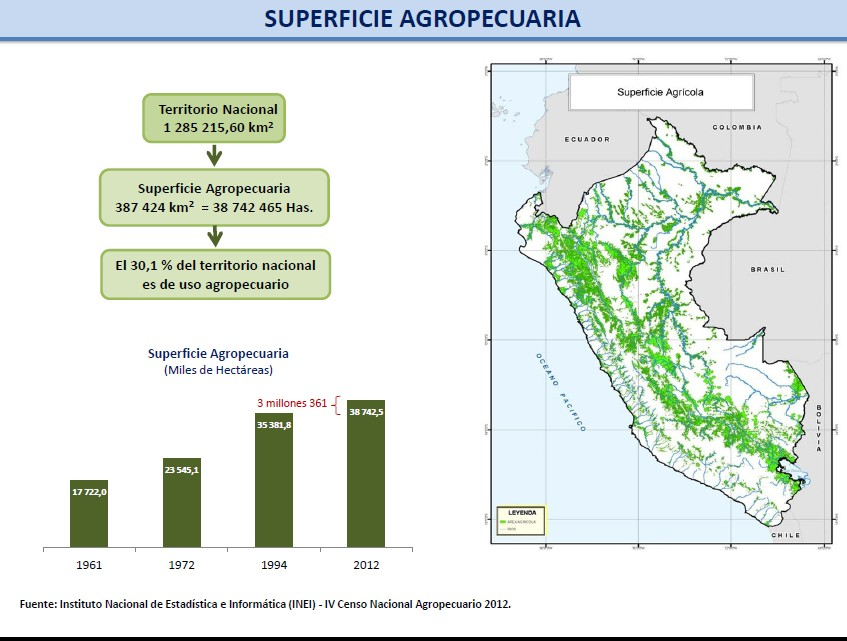 SUPERFICIE AGROPECUARIA
Territorio Nacional
1 285 215,60 km²
Superficie Agropecuaria
387 424 km² = 38 742 465 Has.
El 30,1 % del territorio nacional
es de uso agropecuario
Superficie Agropecuaria
(Miles de Hectáreas)
3 millones 361
17 722,0
23 545,1
35 381,8
38 742,5
1961
1972
1994
2012
Superficie Agrícola
ECUADOR
COLOMBIA
BRASIL
OCEANO PACIFICO
BOLIVIA
CHILE
LEYENDA
Fuente: Instituto Nacional de Estadística e Informática (INEI) - IV Censo Nacional Agropecuario 2012.